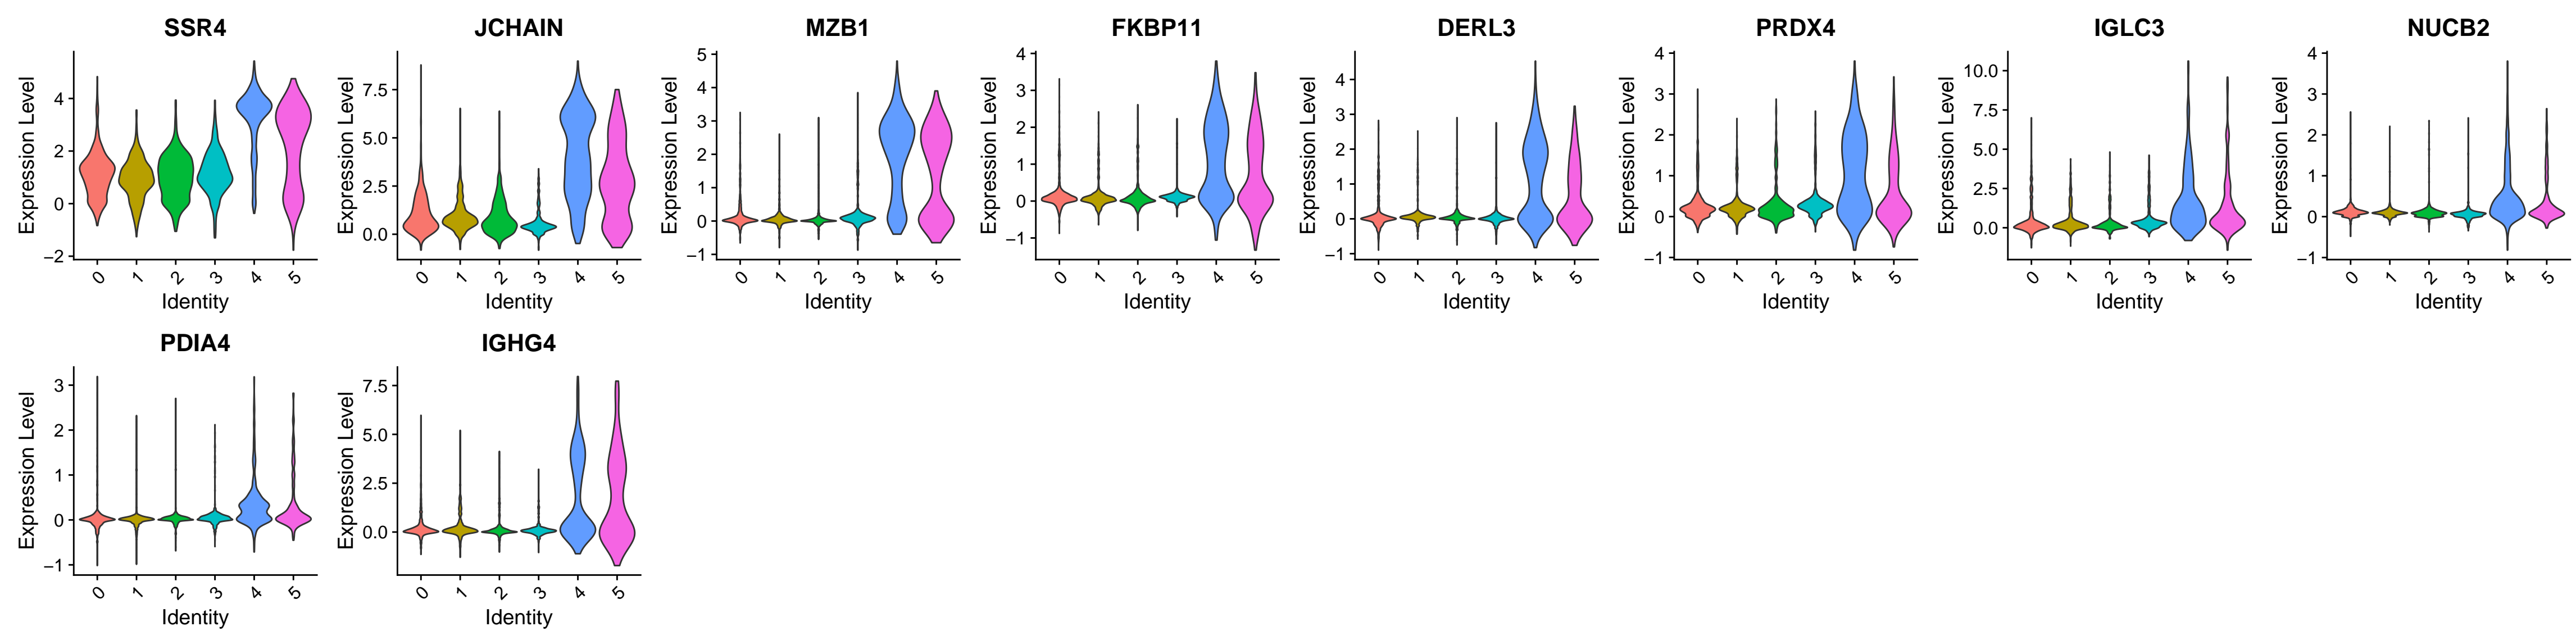 SSR4 JCHAIN MZB1 FKBP11 DERL3 PRDX4 IGLC3 NUCB2
Expression Level
4
2
0
−2
0 1 2 3 4 5
Identity
Expression Level
7.5
5.0
2.5
0.0
0 1 2 3 4 5
Identity
Expression Level
5
4
3
2
1
0
−1
0 1 2 3 4 5
Identity
Expression Level
4
3
2
1
0
−1
0 1 2 3 4 5
Identity
Expression Level
4
3
2
1
0
−1
0 1 2 3 4 5
Identity
Expression Level
4
3
2
1
0
−1
0 1 2 3 4 5
Identity
Expression Level
10.0
7.5
5.0
2.5
0.0
0 1 2 3 4 5
Identity
Expression Level
4
3
2
1
0
−1
0 1 2 3 4 5
Identity
PDIA4 IGHG4
Expression Level
3
2
1
0
−1
0 1 2 3 4 5
Identity
Expression Level
7.5
5.0
2.5
0.0
0 1 2 3 4 5
Identity